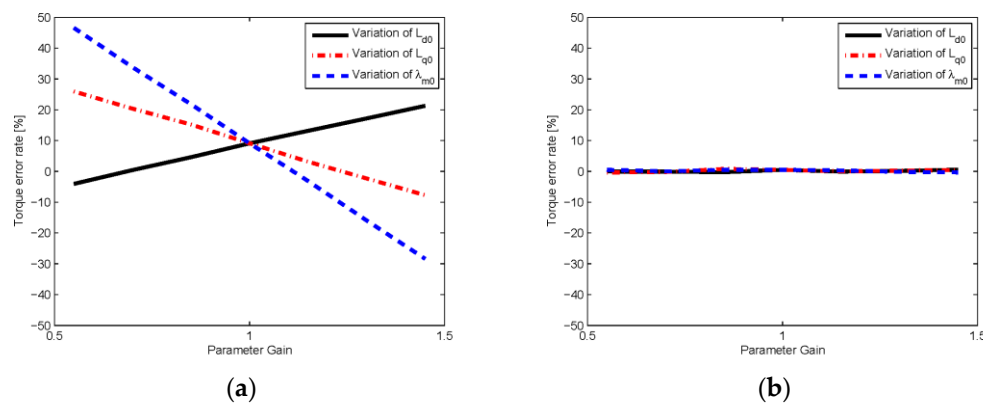 50
40
30
20
10
0
-10
-20
-30
-40
-50
0.5
1
1.5
Torque error rate [%]
Parameter Gain
Variation of L_d0
Variation of L_q0
Variation of λ_m0
(a)
50
40
30
20
10
0
-10
-20
-30
-40
-50
0.5
1
1.5
Torque error rate [%]
Parameter Gain
Variation of L_d0
Variation of L_q0
Variation of λ_m0
(b)